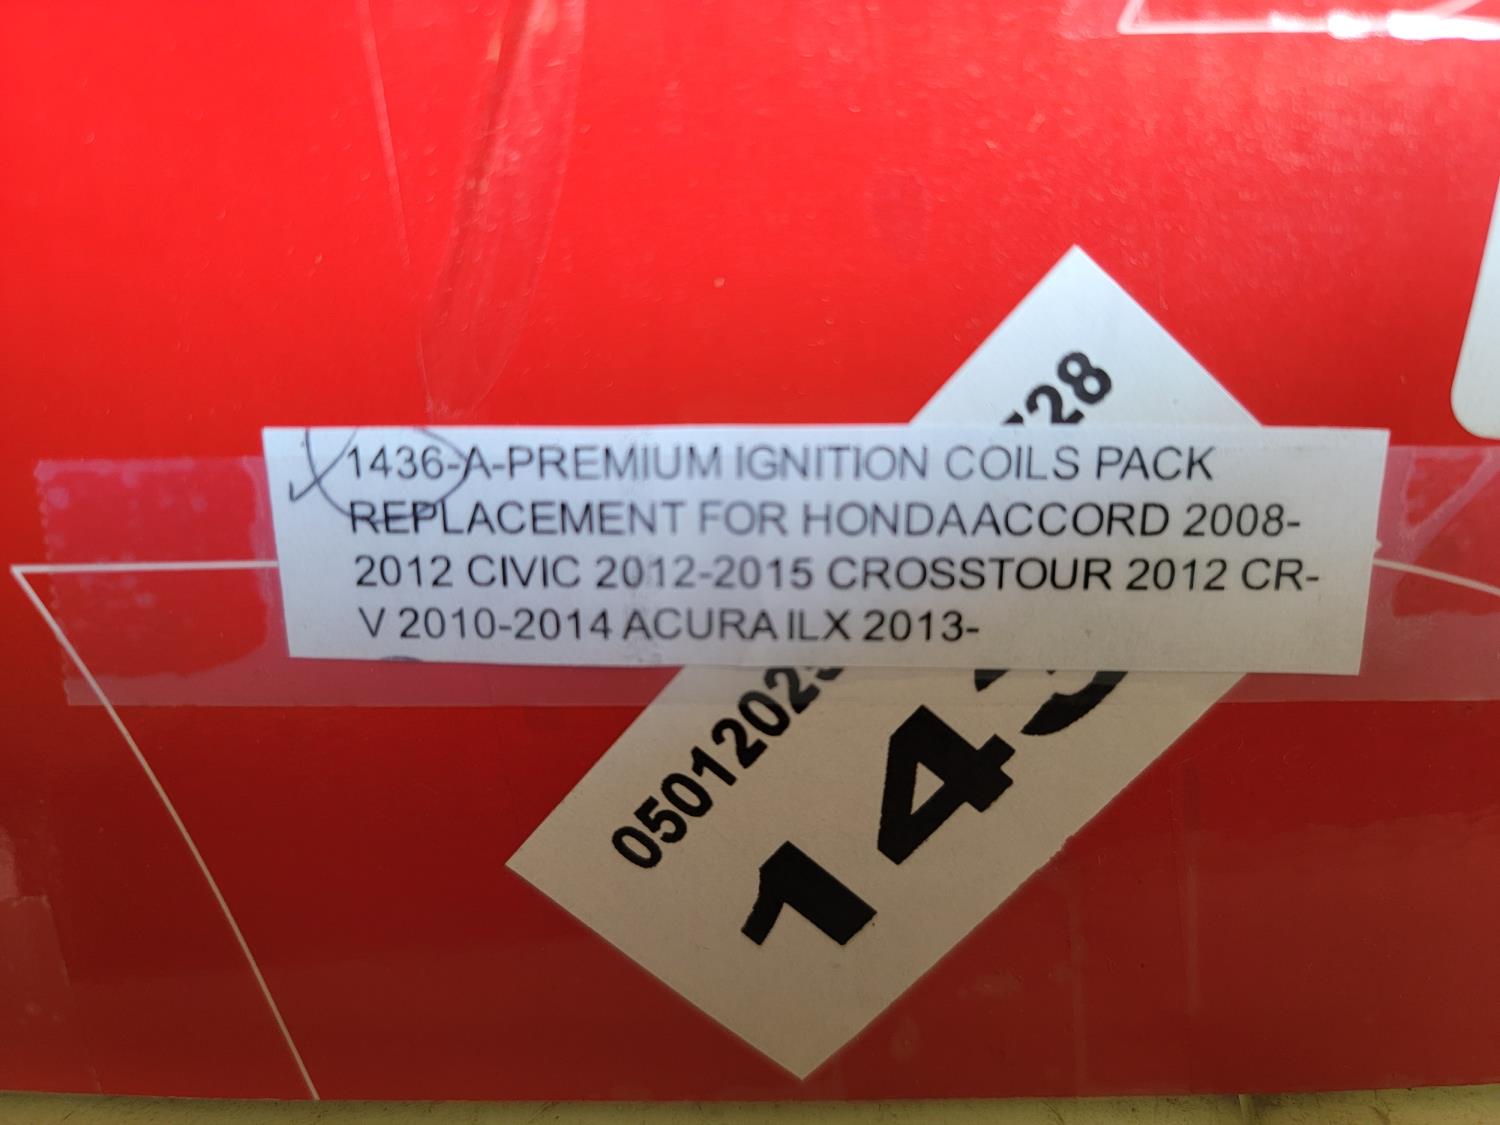 1436-A-PREMIUM IGNITION COILS PACK
REPLACEMENT FOR HONDAACCORD 2008-
2012 CIVIC 2012-2015 CROSSTOUR 2012 CR-
V 2010-2014 ACURA ILX 2013-
28
0501202
14